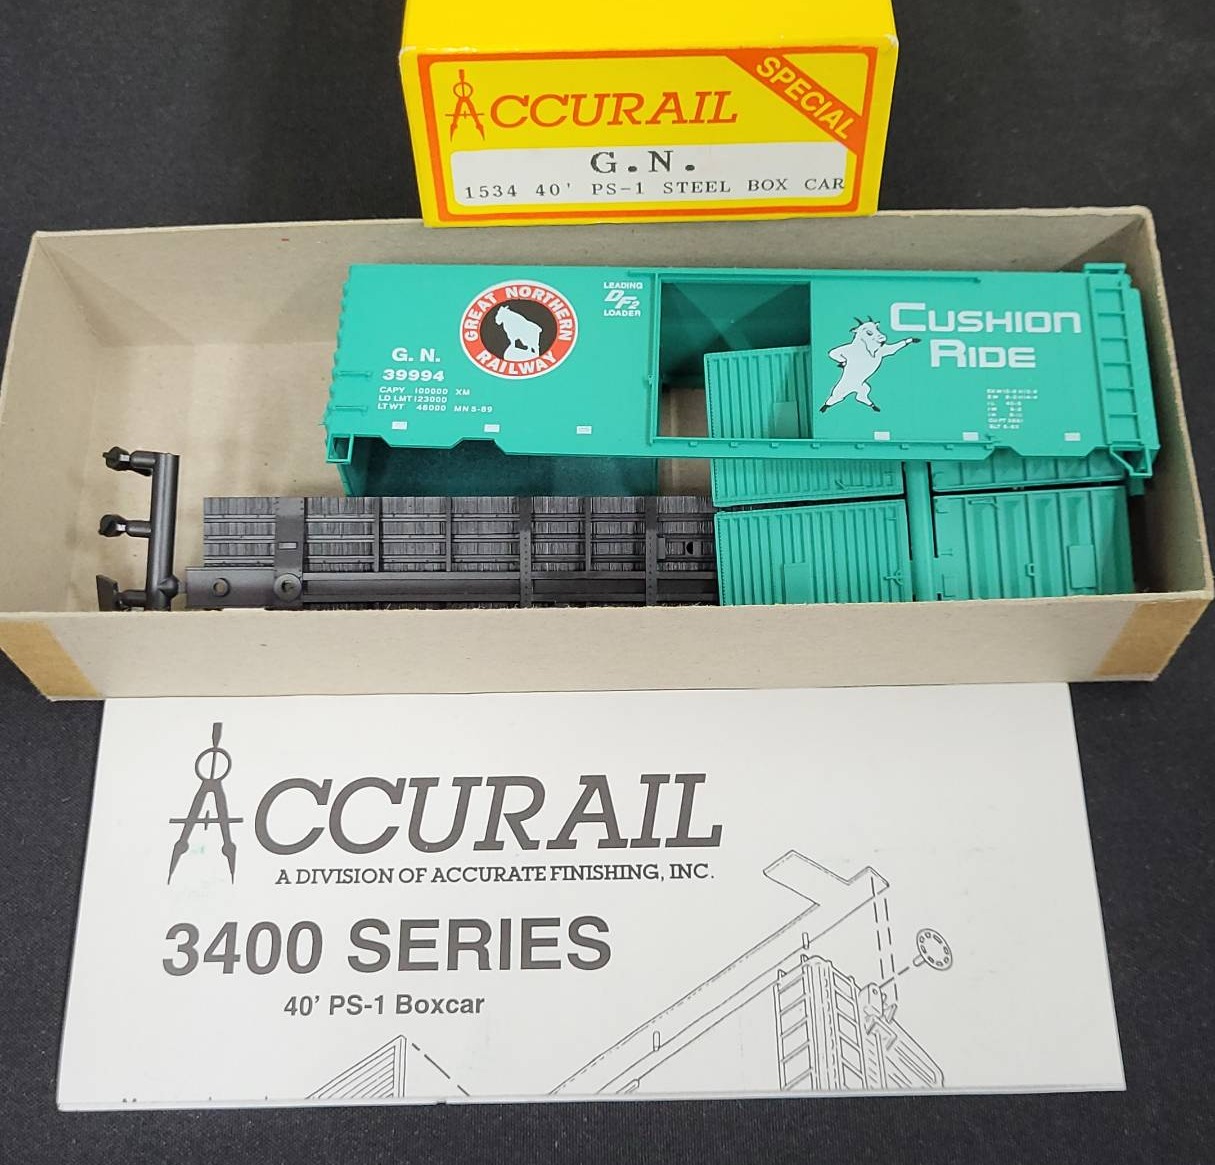 ACCURAIL
SPECIAL
G.N.
1534 40' PS-1 STEEL BOX CAR
GREAT NORTHERN
RAILWAY
LEADING
DF2
LOADER
G. N.
39994
CAPY 100000 XM
LD LMT 123000
LT WT 46000 MN 5-89
CUSHION
RIDE
ACCURAIL
A DIVISION OF ACCURATE FINISHING, INC.
3400 SERIES
40' PS-1 Boxcar